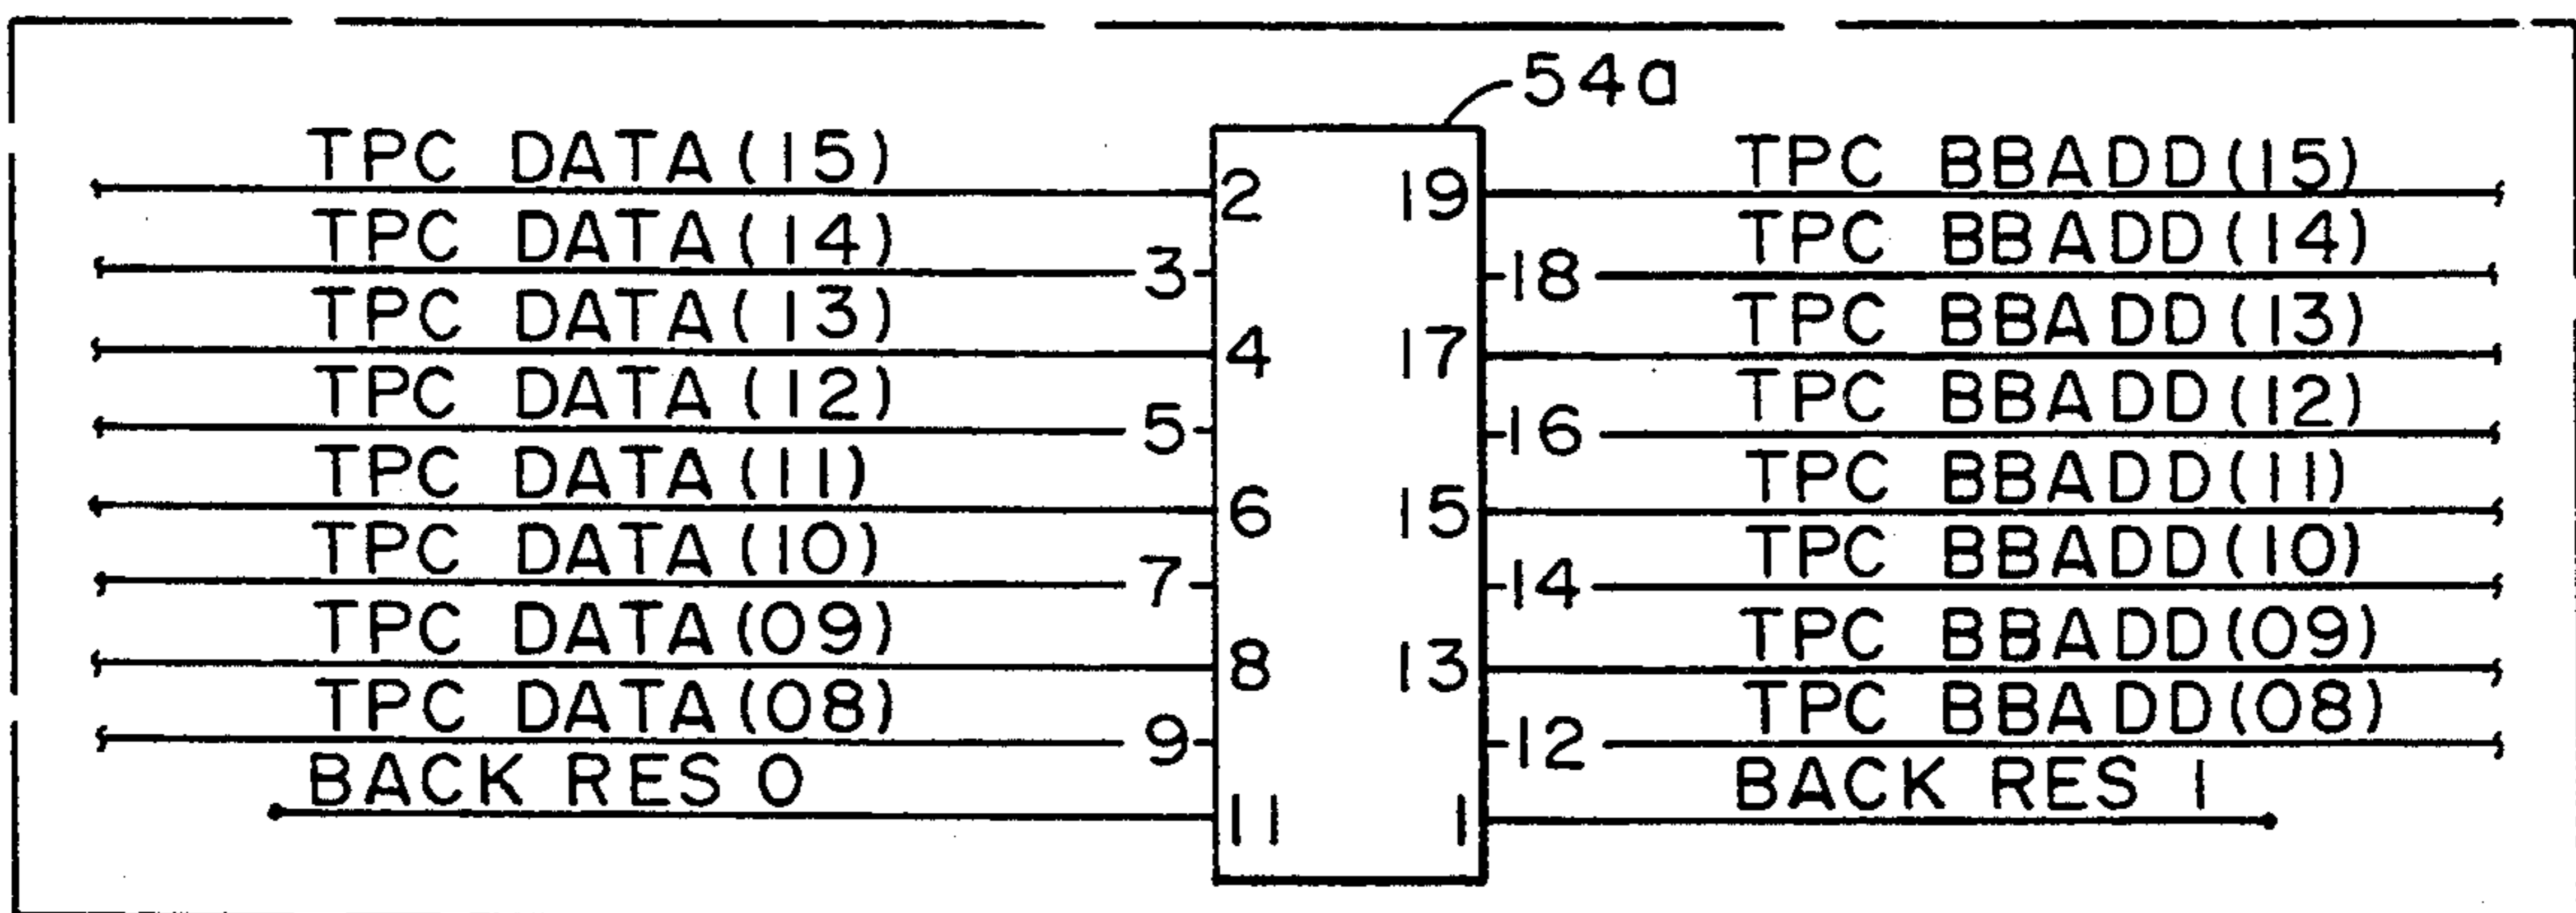 54a
TPC DATA(15) 2 19 TPC BBADD(15)
TPC DATA(14) 3 18 TPC BBADD(14)
TPC DATA(13) 4 17 TPC BBADD(13)
TPC DATA(12) 5 16 TPC BBADD(12)
TPC DATA(11) 6 15 TPC BBADD(11)
TPC DATA(10) 7 14 TPC BBADD(10)
TPC DATA(09) 8 13 TPC BBADD(09)
TPC DATA(08) 9 12 TPC BBADD(08)
BACK RES 0 11 1 BACK RES 1